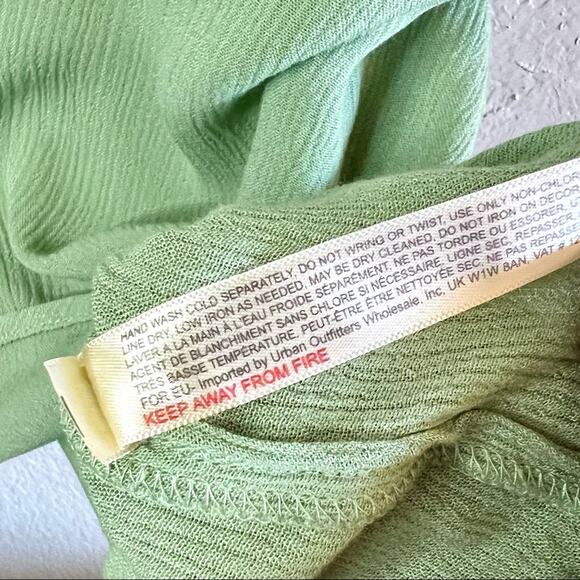 HAND WASH COLD SEPARATELY. DO NOT WRING OR TWIST. USE ONLY NON-CHLOR
LINE DRY. LOW IRON AS NEEDED. MAY BE DRY CLEANED. DO NOT IRON ON DECOR
LAVER À LA MAIN À L'EAU FROIDE SÉPARÉMENT. NE PAS TORDRE OU ESSORER. U
AGENT DE BLANCHIMENT SANS CHLORE SI NÉCESSAIRE. LIGNE SEC. REPASSER
TRÈS BASSE TEMPÉRATURE. PEUT-ÊTRE NETTOYÉE SEC. NE PAS REPASSE
FOR EU- Imported by Urban Outfitters Wholesale, Inc, UK W1W 8AN. VAT #
KEEP AWAY FROM FIRE